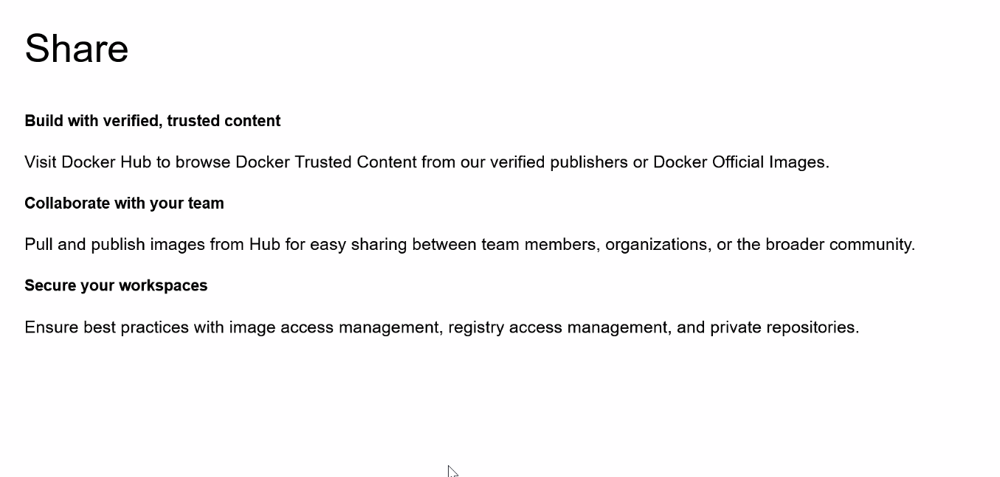 Share
Build with verified, trusted content
Visit Docker Hub to browse Docker Trusted Content from our verified publishers or Docker Official Images.
Collaborate with your team
Pull and publish images from Hub for easy sharing between team members, organizations, or the broader community.
Secure your workspaces
Ensure best practices with image access management, registry access management, and private repositories.